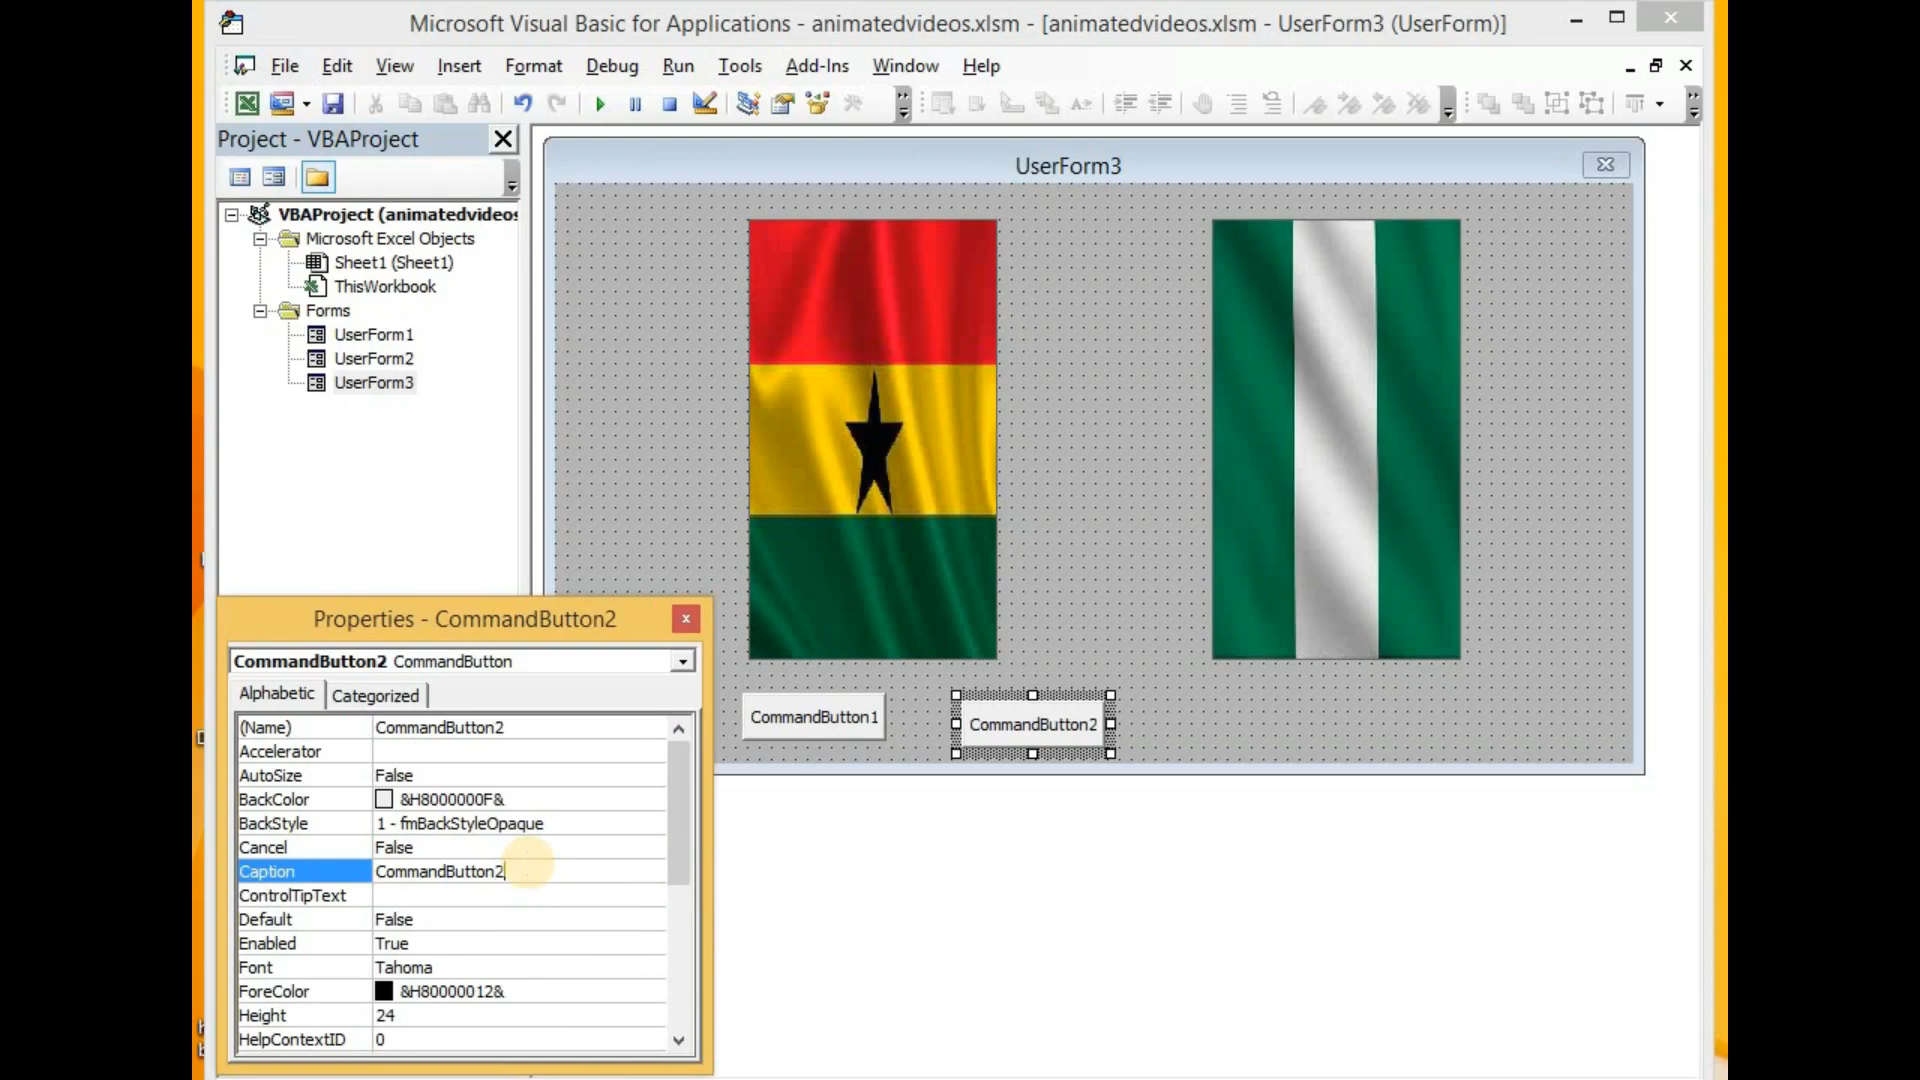 Microsoft Visual Basic for Applications - animatedvideos.xlsm - [animatedvideos.xlsm - UserForm3 (UserForm)]
File Edit View Insert Format Debug Run Tools Add-Ins Window Help
Project - VBAProject
VBAProject (animatedvideos
Microsoft Excel Objects
Sheet1 (Sheet1)
ThisWorkbook
Forms
UserForm1
UserForm2
UserForm3
UserForm3
CommandButton1
CommandButton2
Properties - CommandButton2
CommandButton2 CommandButton
Alphabetic Categorized
(Name) CommandButton2
Accelerator
AutoSize False
BackColor &H8000000F&
BackStyle 1 - fmBackStyleOpaque
Cancel False
Caption CommandButton2
ControlTipText
Default False
Enabled True
Font Tahoma
ForeColor &H80000012&
Height 24
HelpContextID 0